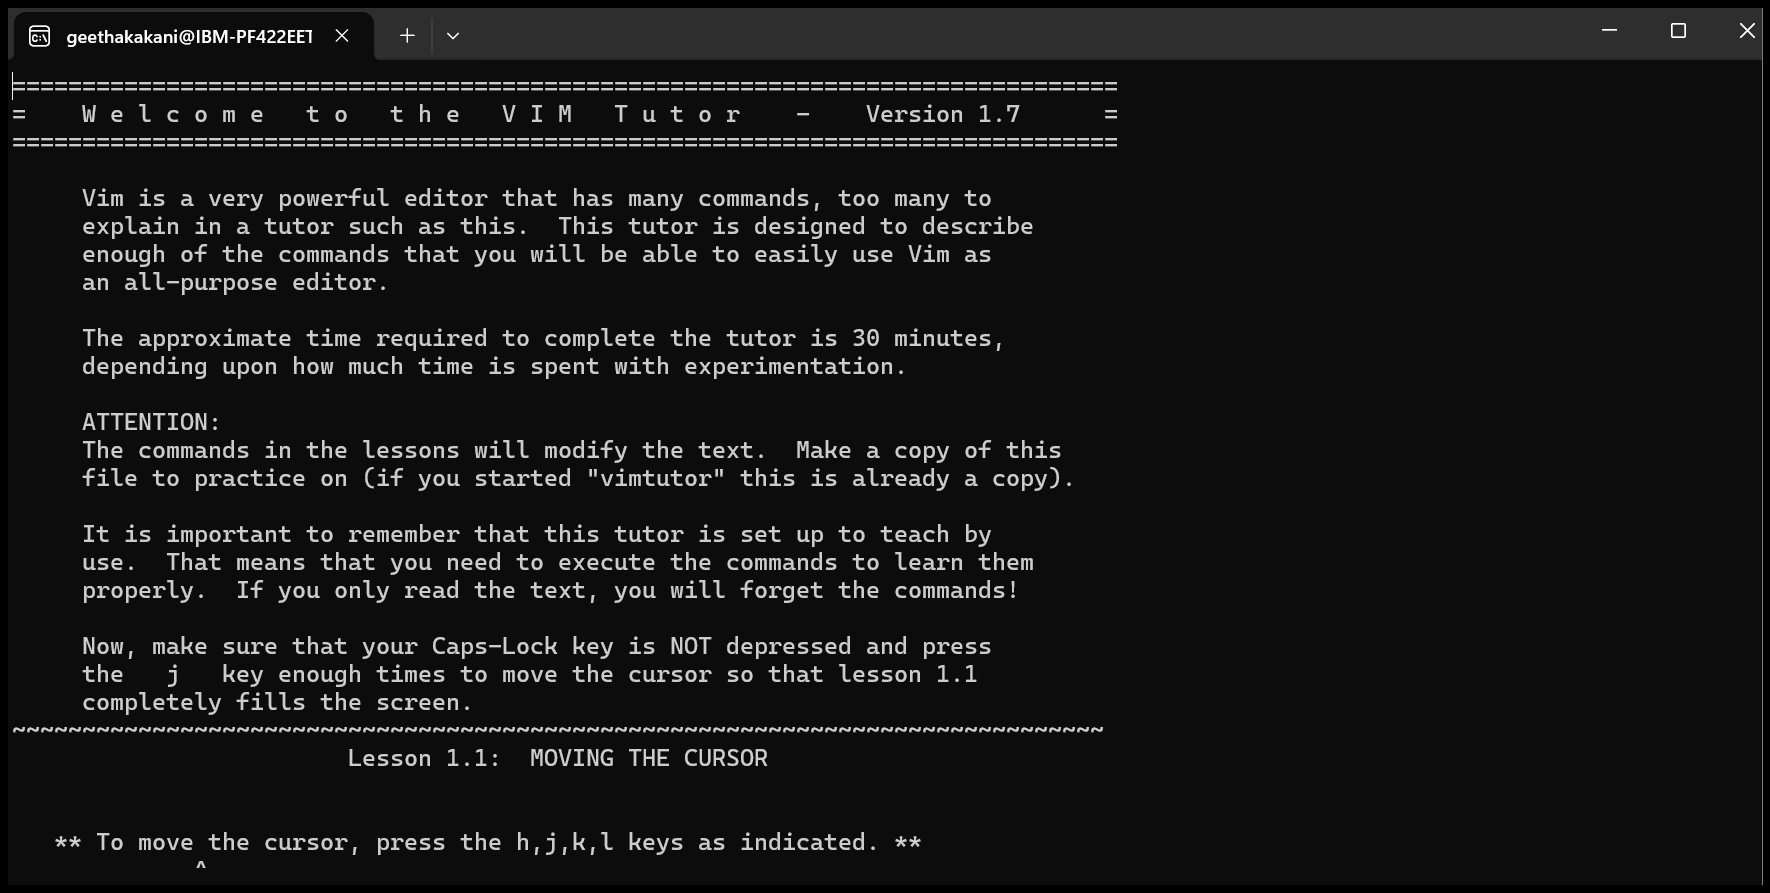 geethakakani@IBM-PF422EET
===============================================================================
=    W e l c o m e   t o   t h e   V I M   T u t o r    -    Version 1.7      =
===============================================================================

     Vim is a very powerful editor that has many commands, too many to
     explain in a tutor such as this.  This tutor is designed to describe
     enough of the commands that you will be able to easily use Vim as
     an all-purpose editor.

     The approximate time required to complete the tutor is 30 minutes,
     depending upon how much time is spent with experimentation.

     ATTENTION:
     The commands in the lessons will modify the text.  Make a copy of this
     file to practice on (if you started "vimtutor" this is already a copy).

     It is important to remember that this tutor is set up to teach by
     use.  That means that you need to execute the commands to learn them
     properly.  If you only read the text, you will forget the commands!

     Now, make sure that your Caps-Lock key is NOT depressed and press
     the   j   key enough times to move the cursor so that lesson 1.1
     completely fills the screen.
~~~~~~~~~~~~~~~~~~~~~~~~~~~~~~~~~~~~~~~~~~~~~~~~~~~~~~~~~~~~~~~~~~~~~~~~~~~~~~
                        Lesson 1.1:  MOVING THE CURSOR


   ** To move the cursor, press the h,j,k,l keys as indicated. **
             ^